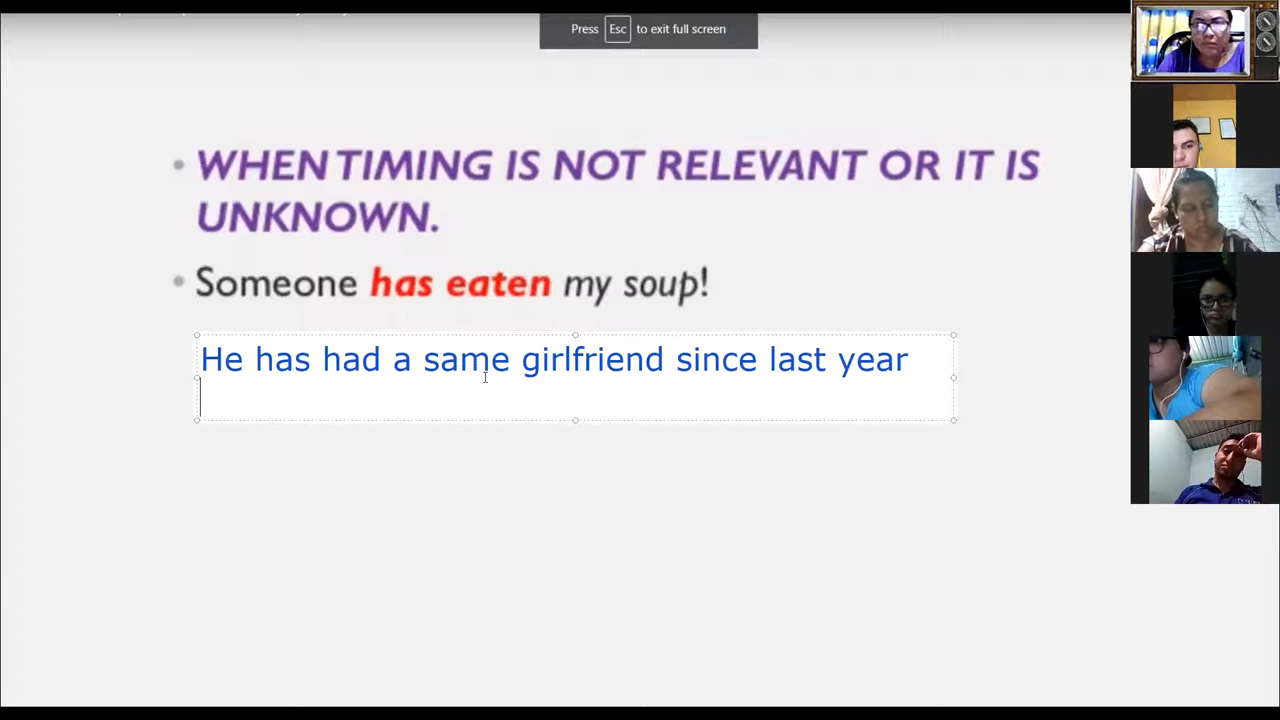 Press Esc to exit full screen
• WHEN TIMING IS NOT RELEVANT OR IT IS
UNKNOWN.
• Someone has eaten my soup!
He has had a same girlfriend since last year